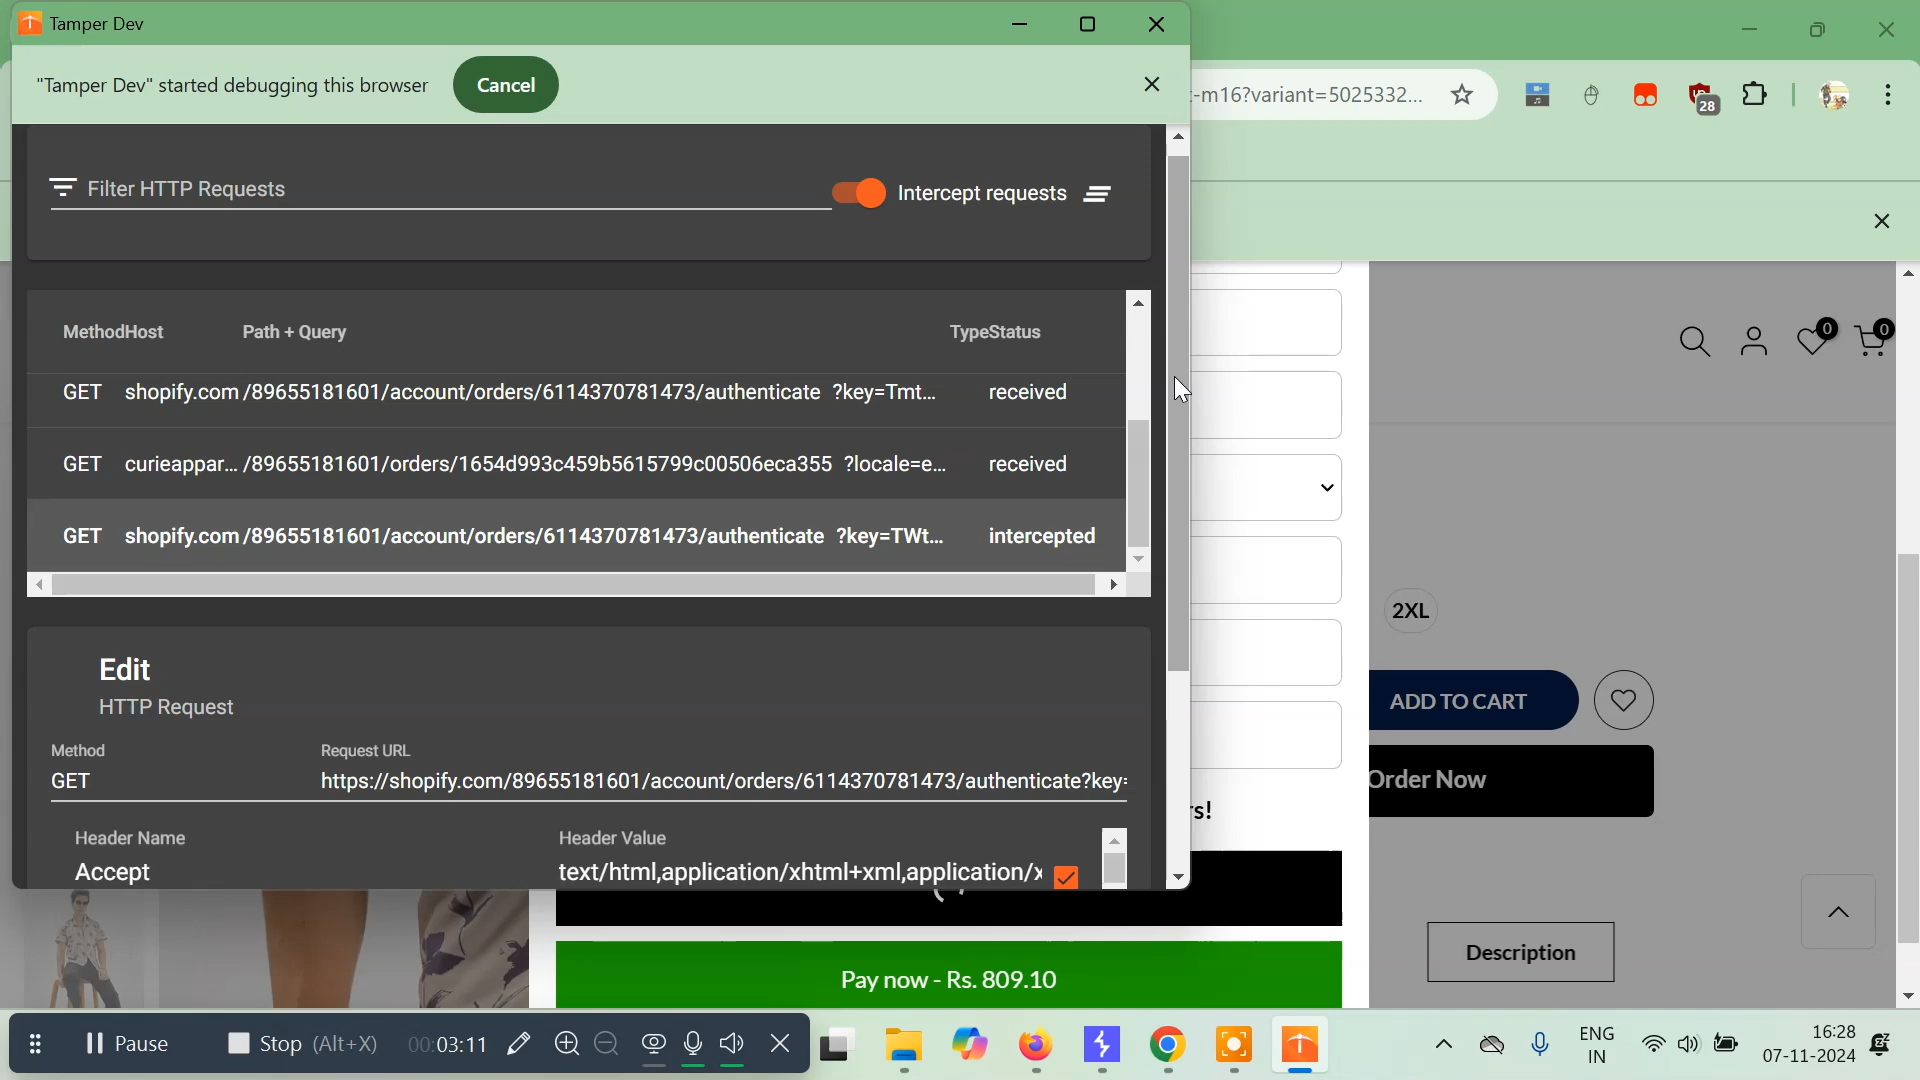 Tamper Dev
"Tamper Dev" started debugging this browser
Cancel
-m16?variant=5025332...
28
Filter HTTP Requests
Intercept requests
0
0
MethodHost Path + Query TypeStatus
GET shopify.com /89655181601/account/orders/6114370781473/authenticate ?key=Tmt... received
GET curieappar... /89655181601/orders/1654d993c459b5615799c00506eca355 ?locale=e... received
GET shopify.com /89655181601/account/orders/6114370781473/authenticate ?key=TWt... intercepted
2XL
Edit
HTTP Request
ADD TO CART
Method Request URL
GET https://shopify.com/89655181601/account/orders/6114370781473/authenticate?key=
Order Now
rs!
Header Name Header Value
Accept text/html,application/xhtml+xml,application/x
Description
Pay now - Rs. 809.10
Pause Stop (Alt+X) 00:03:11
ENG
IN
16:28
07-11-2024